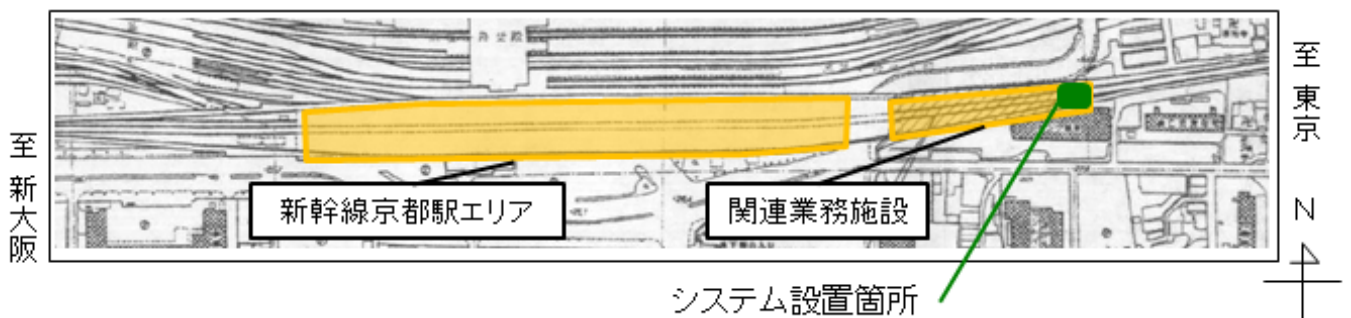 至 新大阪
新幹線京都駅エリア
関連業務施設
至 東京
N
システム設置箇所